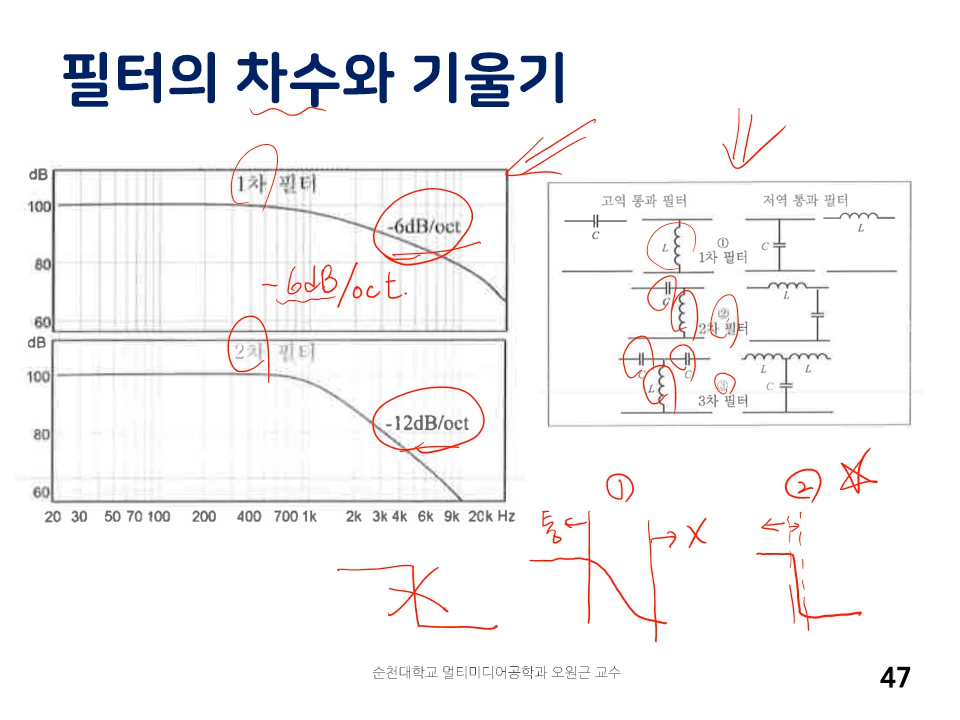 필터의 차수와 기울기
dB
1차 필터
100
-6dB/oct
80
-6dB/oct.
60
dB
2차 필터
100
-12dB/oct
80
60
20 30 50 70 100 200 400 700 1k 2k 3k 4k 6k 9k 20k Hz
고역 통과 필터 저역 통과 필터
C L C L
①
1차 필터
C L
②
2차 필터
C C L L L
C
③
3차 필터
① ②
통 X
순천대학교 멀티미디어공학과 오원근 교수
47